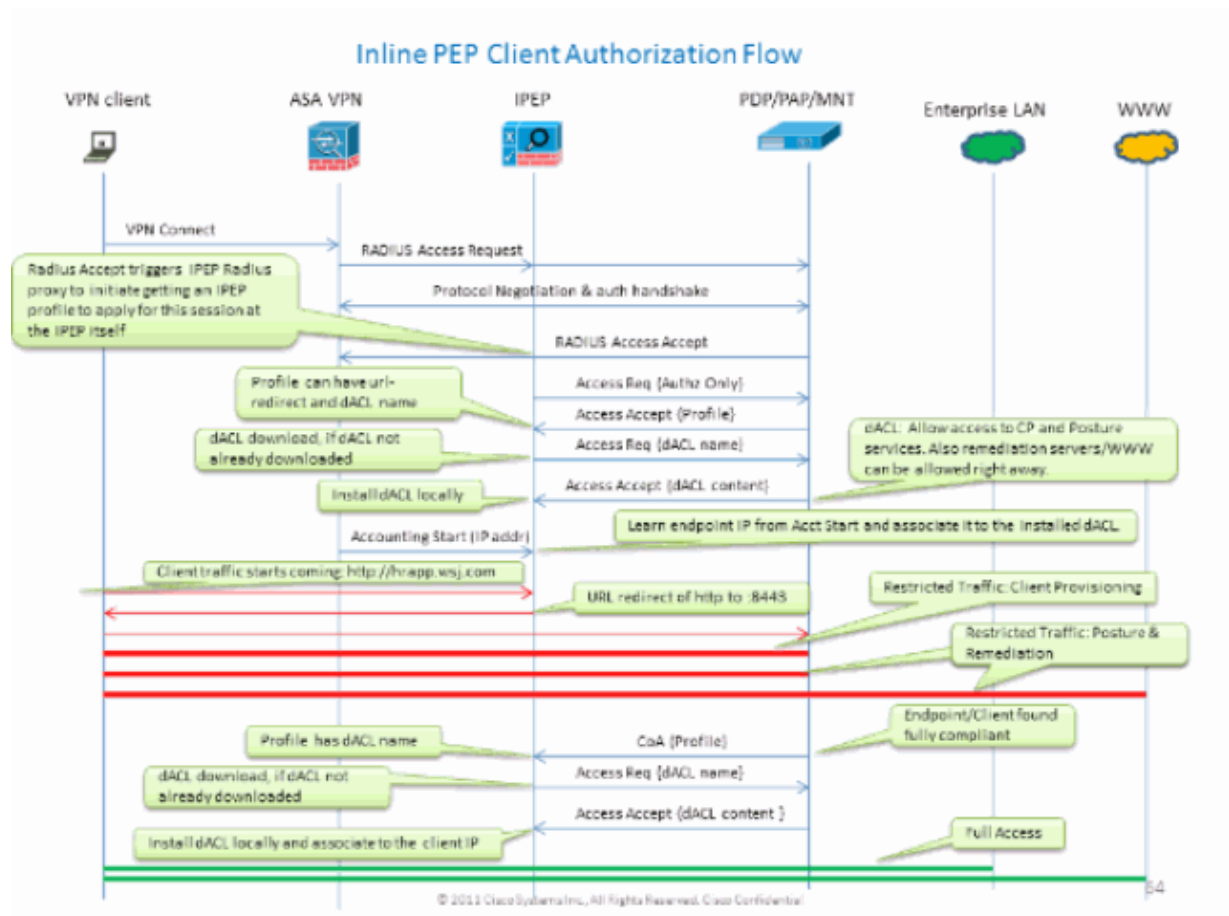 Inline PEP Client Authorization Flow
VPN client
ASA VPN
IPEP
PDP/PAP/MNT
Enterprise LAN
WWW
VPN Connect
RADIUS Access Request
Radius Accept triggers IPEP Radius
proxy to initiate getting an IPEP
profile to apply for this session at
the IPEP itself
Protocol Negotiation & auth handshake
RADIUS Access Accept
Profile can have url-
redirect and dACL name
Access Req {Authz Only}
Access Accept {Profile}
dACL download, if dACL not
already downloaded
Access Req {dACL name}
dACL: Allow access to CP and Posture
services. Also remediation servers/WWW
can be allowed right away.
Install dACL locally
Access Accept {dACL content}
Learn endpoint IP from Acct Start and associate it to the installed dACL.
Accounting Start (IP addr)
Client traffic starts coming: http://hrapp.wsj.com
URL redirect of http to :8443
Restricted Traffic: Client Provisioning
Restricted Traffic: Posture &
Remediation
Endpoint/Client found
fully compliant
Profile has dACL name
CoA {Profile}
dACL download, if dACL not
already downloaded
Access Req {dACL name}
Access Accept {dACL content }
Install dACL locally and associate to the client IP
Full Access
64
© 2011 Cisco Systems Inc., All Rights Reserved. Cisco Confidential